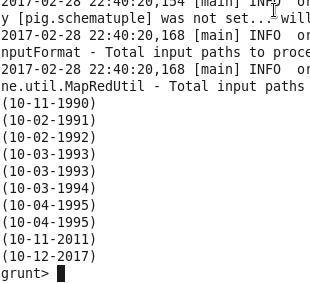 2017-02-28 22:40:20,154 [main] INFO or
y [pig.schematuple] was not set... will
2017-02-28 22:40:20,168 [main] INFO or
nputFormat - Total input paths to proce
2017-02-28 22:40:20,168 [main] INFO or
ne.util.MapRedUtil - Total input paths
(10-11-1990)
(10-02-1991)
(10-02-1992)
(10-03-1993)
(10-03-1993)
(10-03-1994)
(10-04-1995)
(10-04-1995)
(10-11-2011)
(10-12-2017)
grunt>